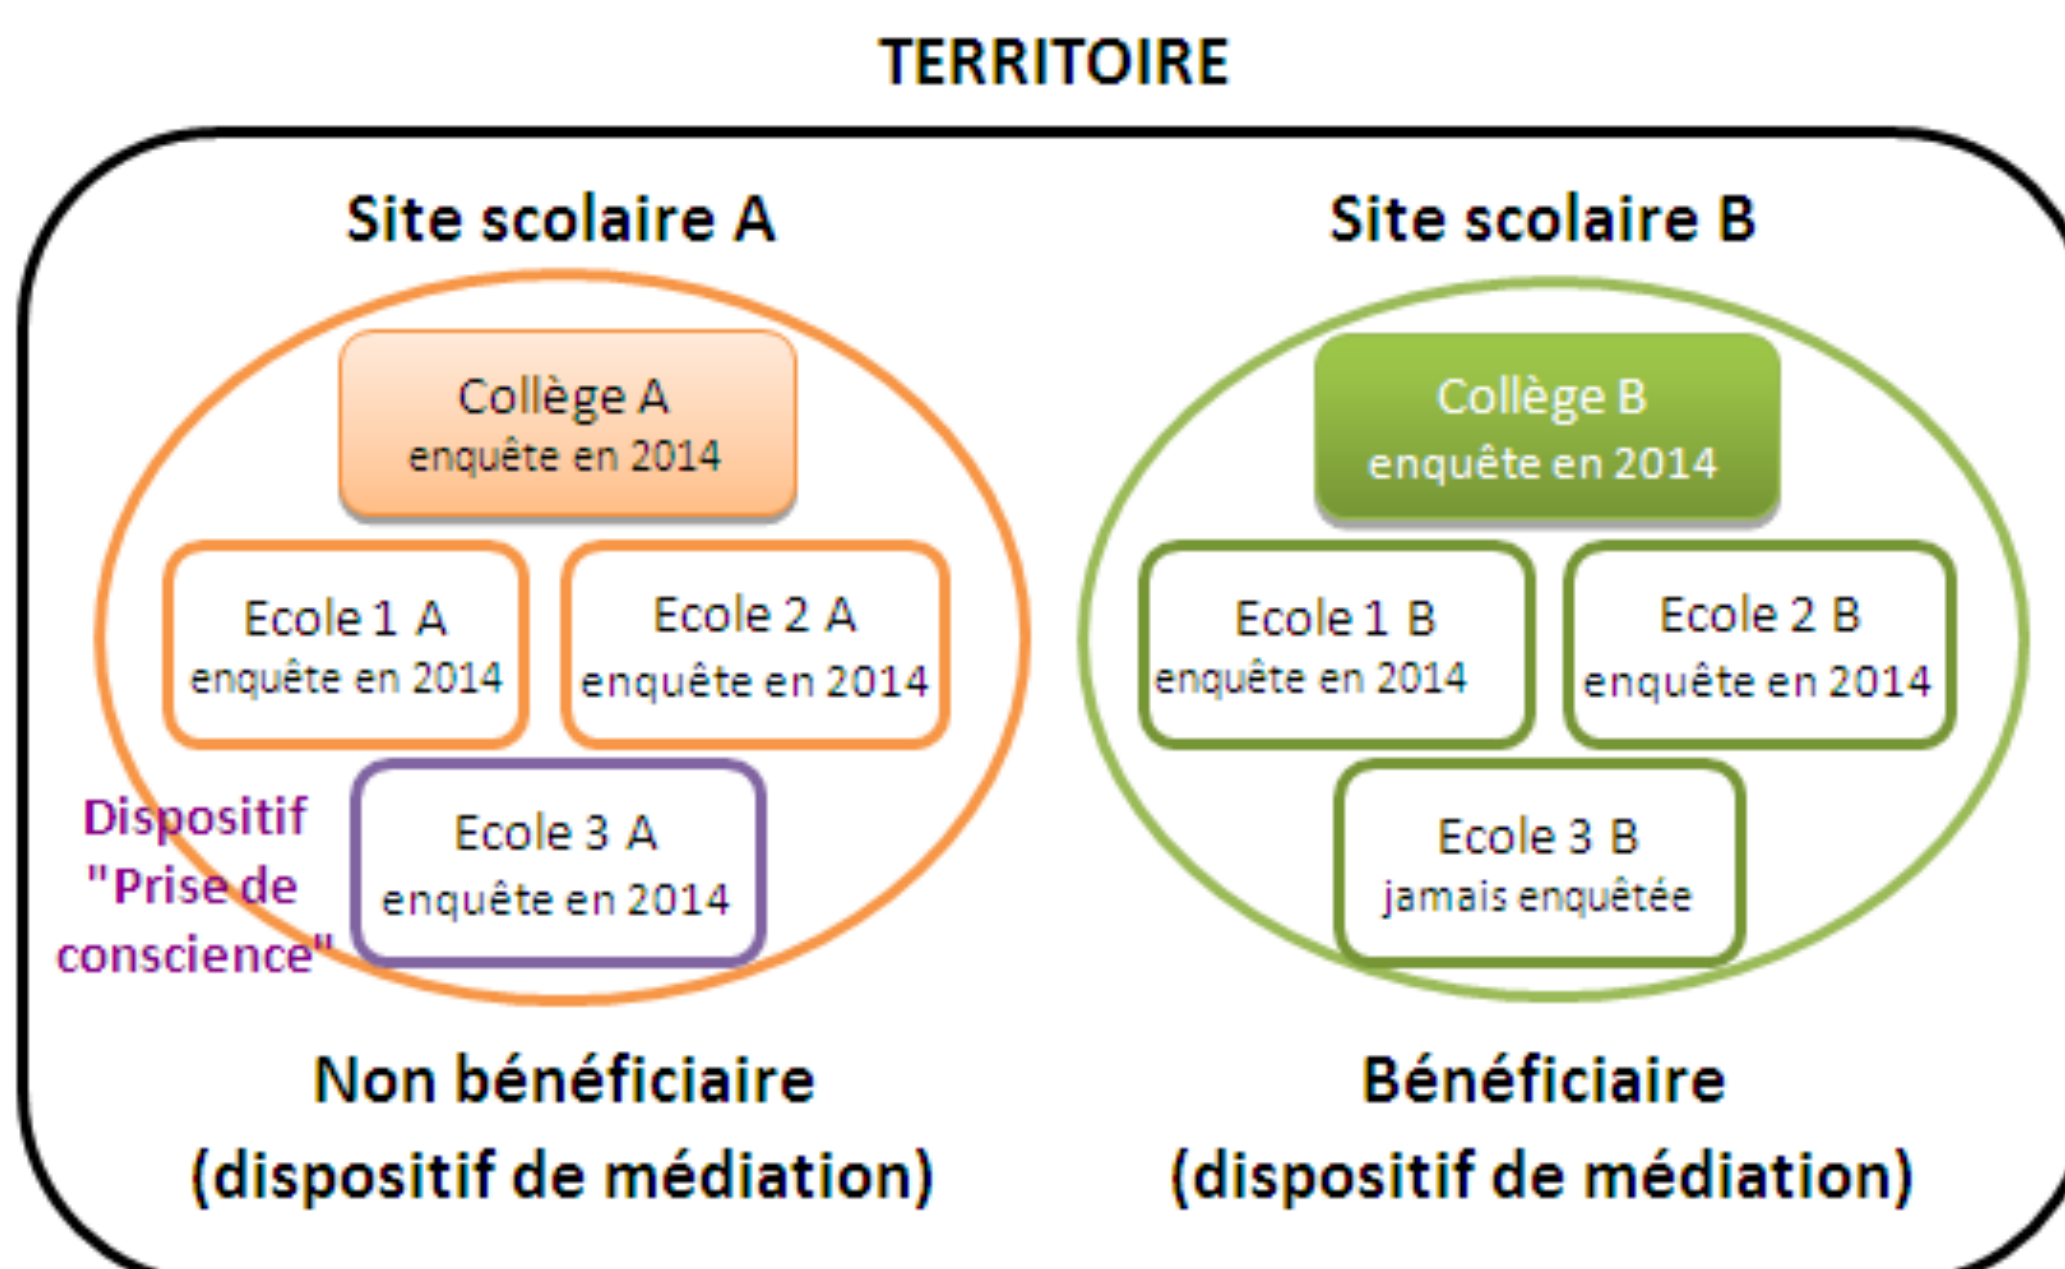 TERRITOIRE
Site scolaire A
Collège A
enquête en 2014
Ecole 1 A
enquête en 2014
Ecole 2 A
enquête en 2014
Dispositif
"Prise de
conscience"
Ecole 3 A
enquête en 2014
Non bénéficiaire
(dispositif de médiation)
Site scolaire B
Collège B
enquête en 2014
Ecole 1 B
enquête en 2014
Ecole 2 B
enquête en 2014
Ecole 3 B
jamais enquêtée
Bénéficiaire
(dispositif de médiation)